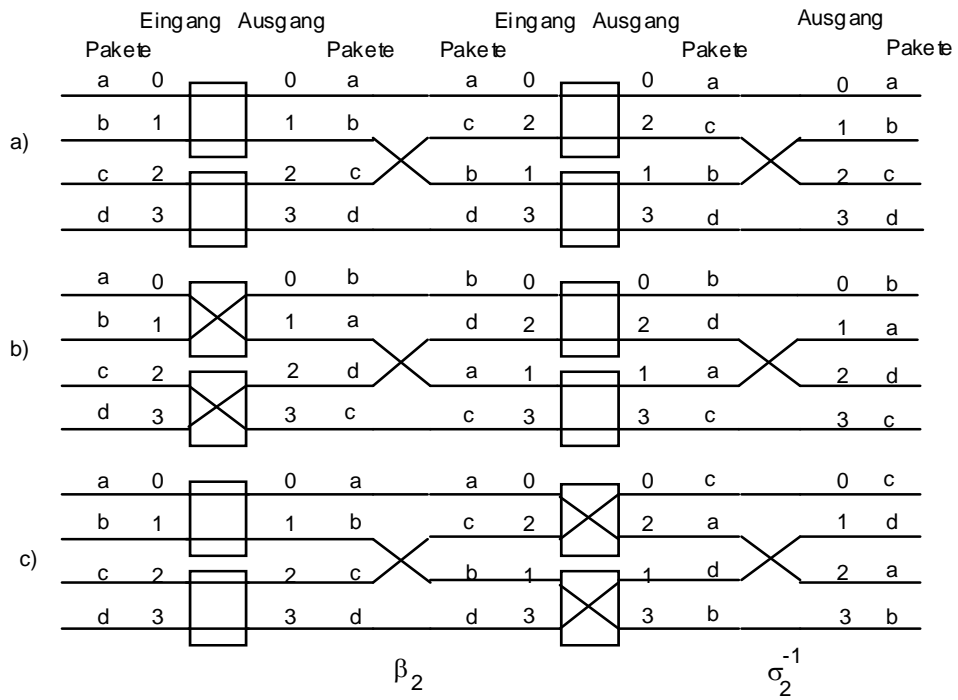 Eingang Ausgang Eingang Ausgang Ausgang
Pakete Pakete Pakete Pakete Pakete
a 0 0 a a 0 0 a 0 a
b 1 1 b c 2 2 c 1 b
a)
c 2 2 c b 1 1 b 2 c
d 3 3 d d 3 3 d 3 d
a 0 0 b b 0 0 b 0 b
b 1 1 a d 2 2 d 1 a
b)
c 2 2 d a 1 1 a 2 d
d 3 3 c c 3 3 c 3 c
a 0 0 a a 0 0 c 0 c
b 1 1 b c 2 2 a 1 d
c)
c 2 2 c b 1 1 d 2 a
d 3 3 d d 3 3 b 3 b
β₂ σ₂⁻¹